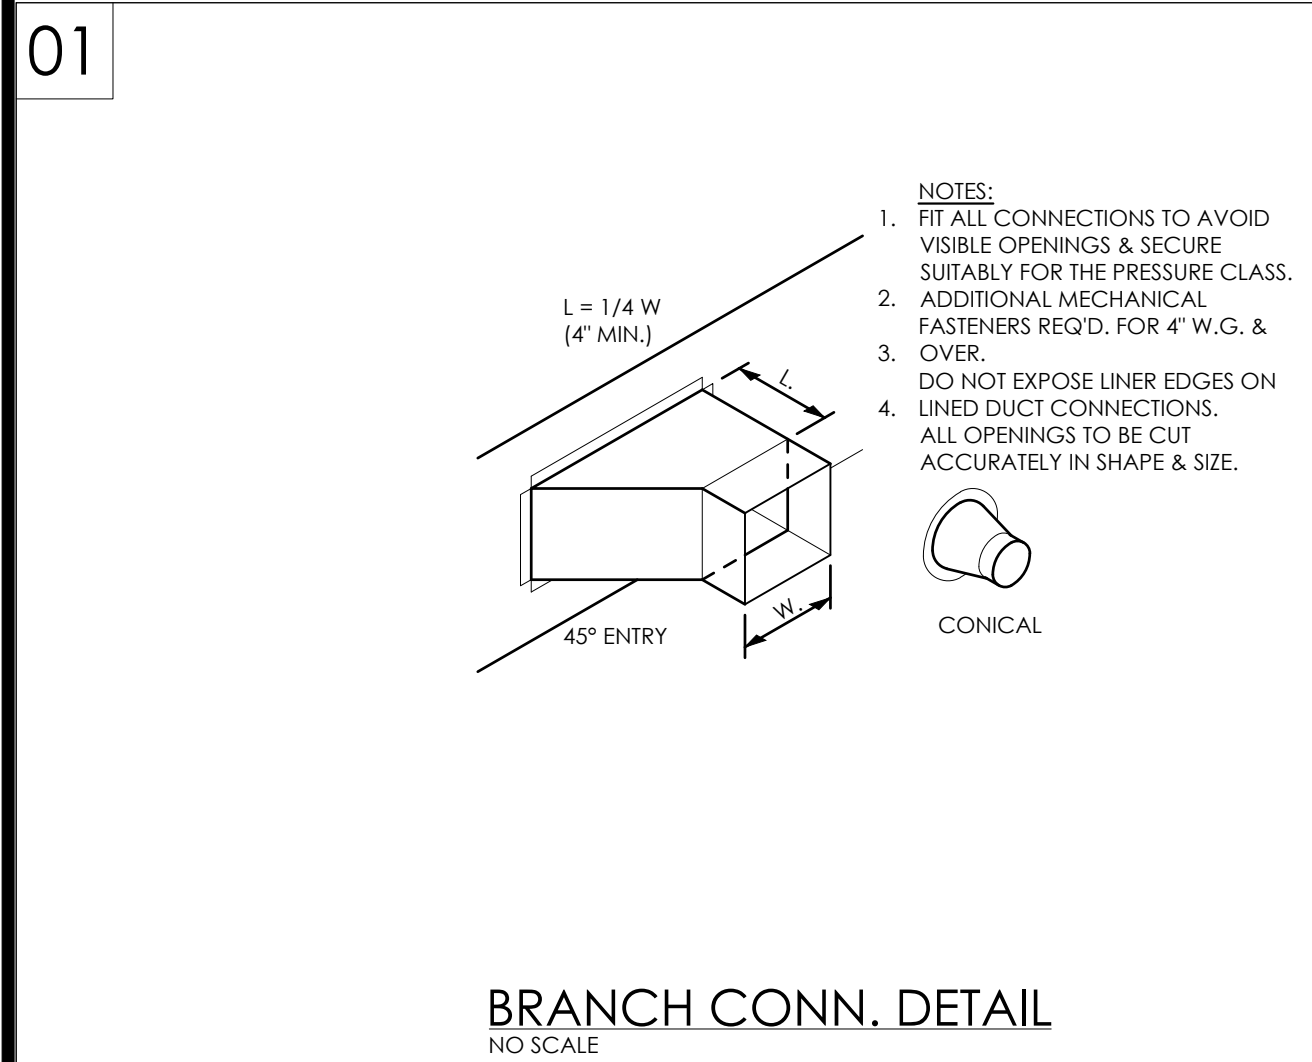 01
NOTES:
1. FIT ALL CONNECTIONS TO AVOID
VISIBLE OPENINGS & SECURE
SUITABLY FOR THE PRESSURE CLASS.
2. ADDITIONAL MECHANICAL
FASTENERS REQ'D. FOR 4" W.G. &
3. OVER.
DO NOT EXPOSE LINER EDGES ON
4. LINED DUCT CONNECTIONS.
ALL OPENINGS TO BE CUT
ACCURATELY IN SHAPE & SIZE.
L = 1/4 W
(4" MIN.)
L.
W.
45° ENTRY
CONICAL
BRANCH CONN. DETAIL
NO SCALE